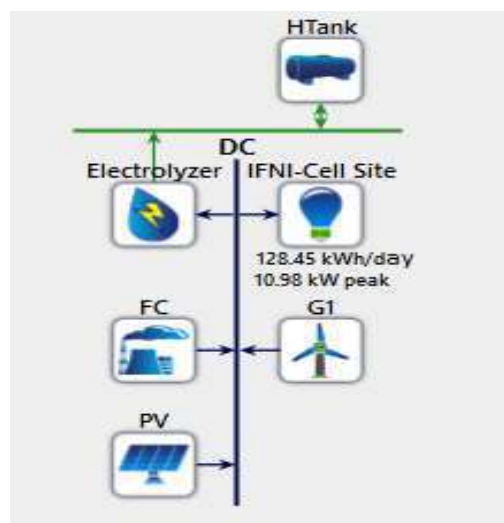 HTank
DC
Electrolyzer IFNI-Cell Site
128.45 kWh/day
10.98 kW peak
FC G1
PV